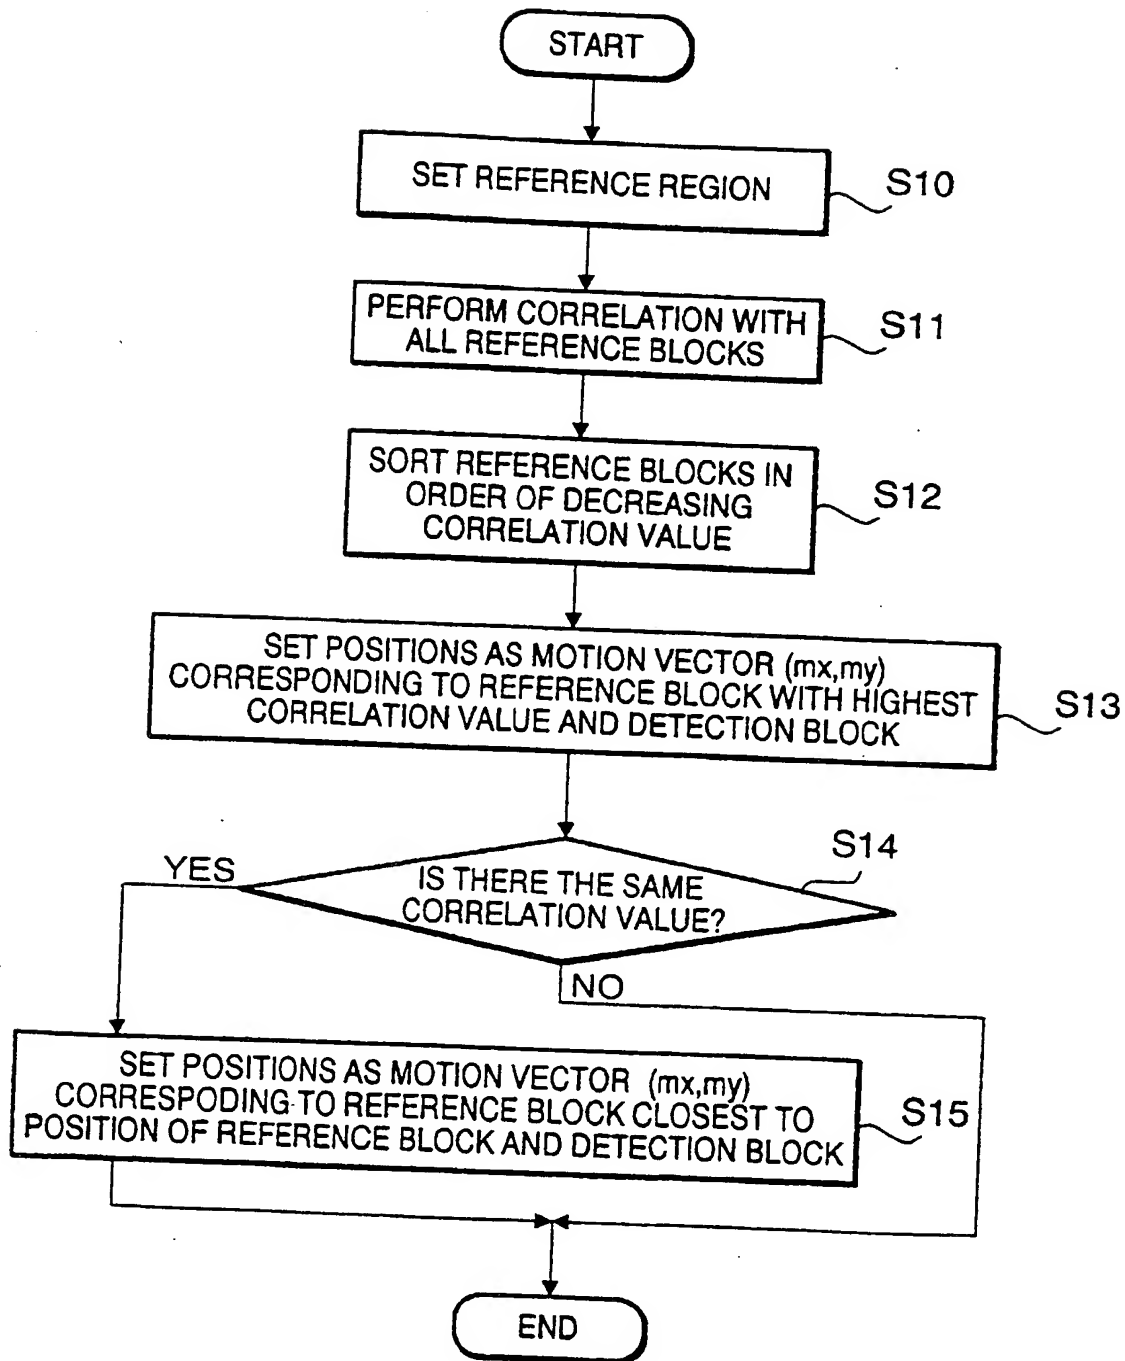 START
SET REFERENCE REGION
S10
PERFORM CORRELATION WITH
ALL REFERENCE BLOCKS
S11
SORT REFERENCE BLOCKS IN
ORDER OF DECREASING
CORRELATION VALUE
S12
SET POSITIONS AS MOTION VECTOR (mx,my)
CORRESPONDING TO REFERENCE BLOCK WITH HIGHEST
CORRELATION VALUE AND DETECTION BLOCK
S13
S14
YES
IS THERE THE SAME
CORRELATION VALUE?
NO
SET POSITIONS AS MOTION VECTOR (mx,my)
CORRESPODING TO REFERENCE BLOCK CLOSEST TO
POSITION OF REFERENCE BLOCK AND DETECTION BLOCK
S15
END